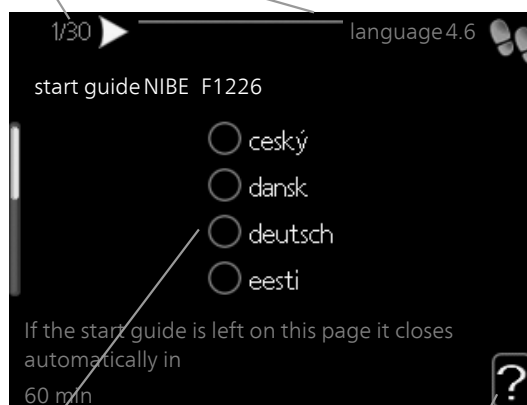 1/30 language 4.6
start guide NIBE F1226
ceský
dansk
deutsch
eesti
If the start guide is left on this page it closes
automatically in
60 min
?